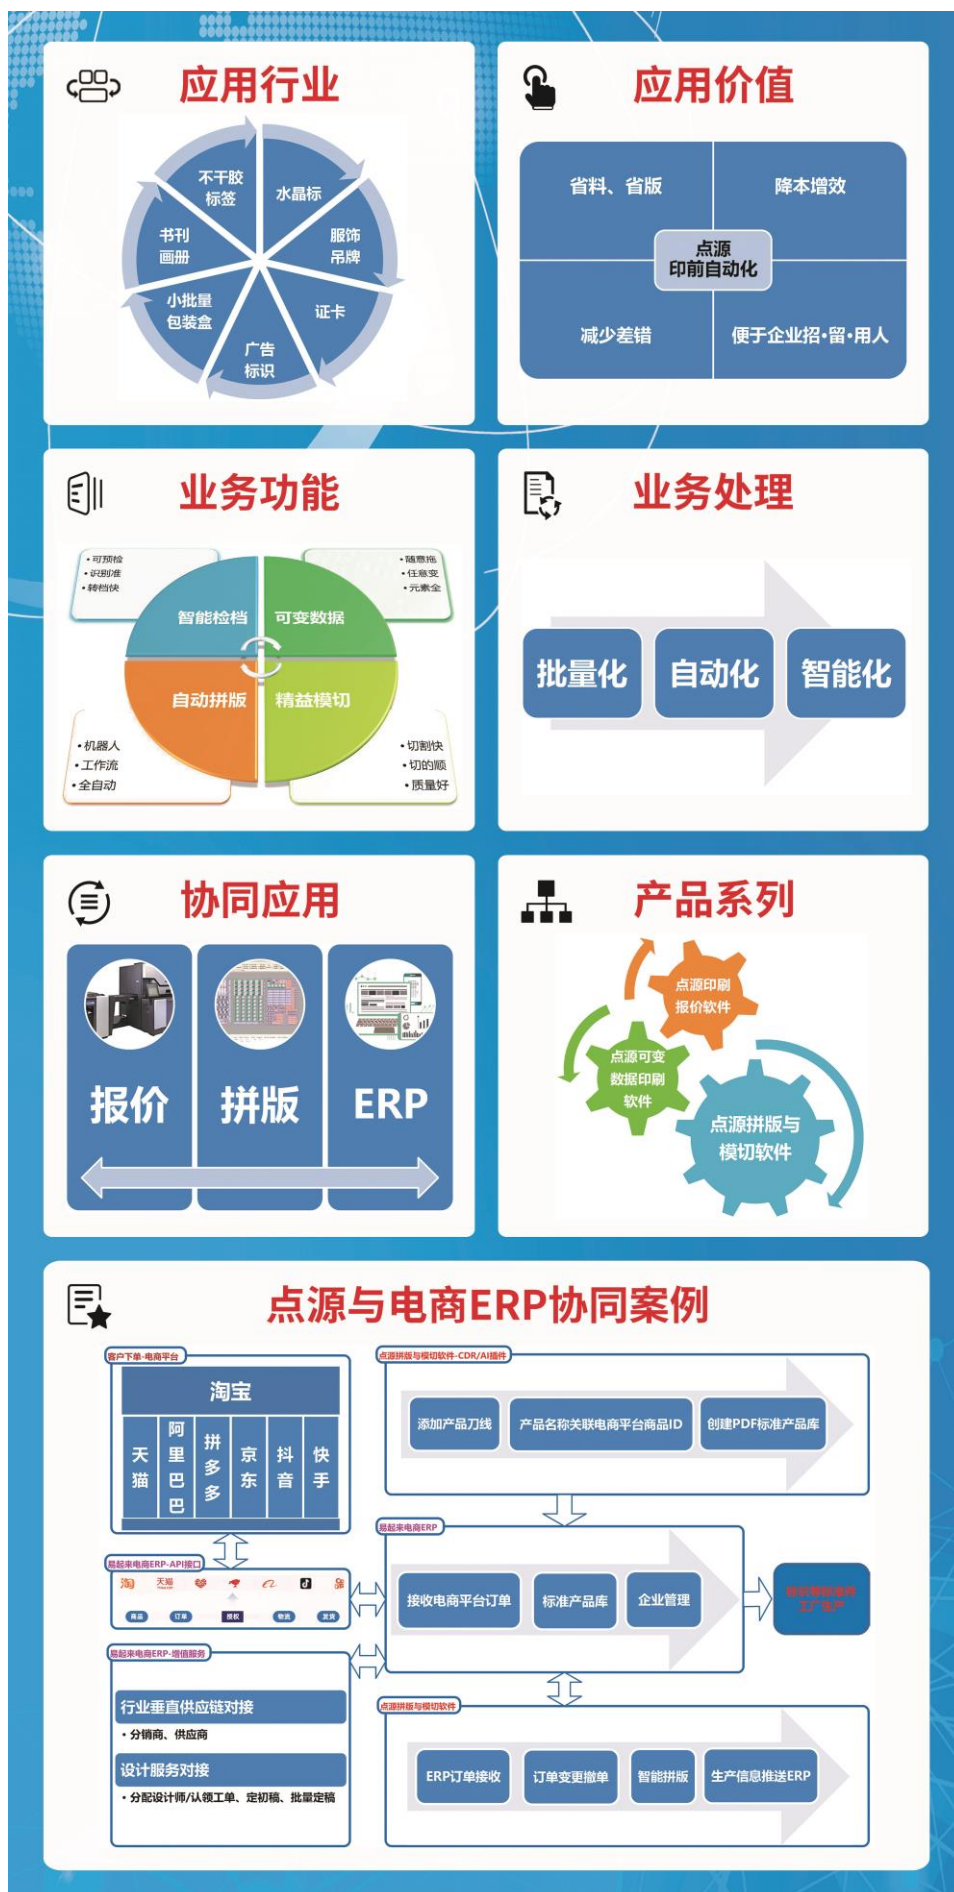 应用行业
不干胶
标签
水晶标
书刊
画册
服饰
吊牌
小批量
包装盒
证卡
广告
标识
应用价值
省料、省版
降本增效
点源
印前自动化
减少差错
便于企业招·留·用人
业务功能
·可预检
·识别准
·转档快
·随意拖
·任意变
·元素全
智能检档
可变数据
自动拼版
精益模切
·机器人
·工作流
·全自动
·切割快
·切的顺
·质量好
业务处理
批量化
自动化
智能化
协同应用
报价
拼版
ERP
产品系列
点源印刷
报价软件
点源可变
数据印刷
软件
点源拼版与
模切软件
点源与电商ERP协同案例
客户下单-电商平台
淘宝
天猫
阿里巴巴
拼多多
京东
抖音
快手
点源拼版与模切软件-CDR/AI插件
添加产品刀线
产品名称关联电商平台商品ID
创建PDF标准产品库
易起来电商ERP-API接口
淘
天猫
商品
订单
授权
物流
发货
易起来电商ERP
接收电商平台订单
标准产品库
企业管理
工厂生产
易起来电商ERP-增值服务
行业垂直供应链对接
·分销商、供应商
设计服务对接
·分配设计师/认领工单、定初稿、批量定稿
点源拼版与模切软件
ERP订单接收
订单变更撤单
智能拼版
生产信息推送ERP